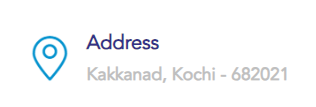 Address
Kakkanad, Kochi - 682021